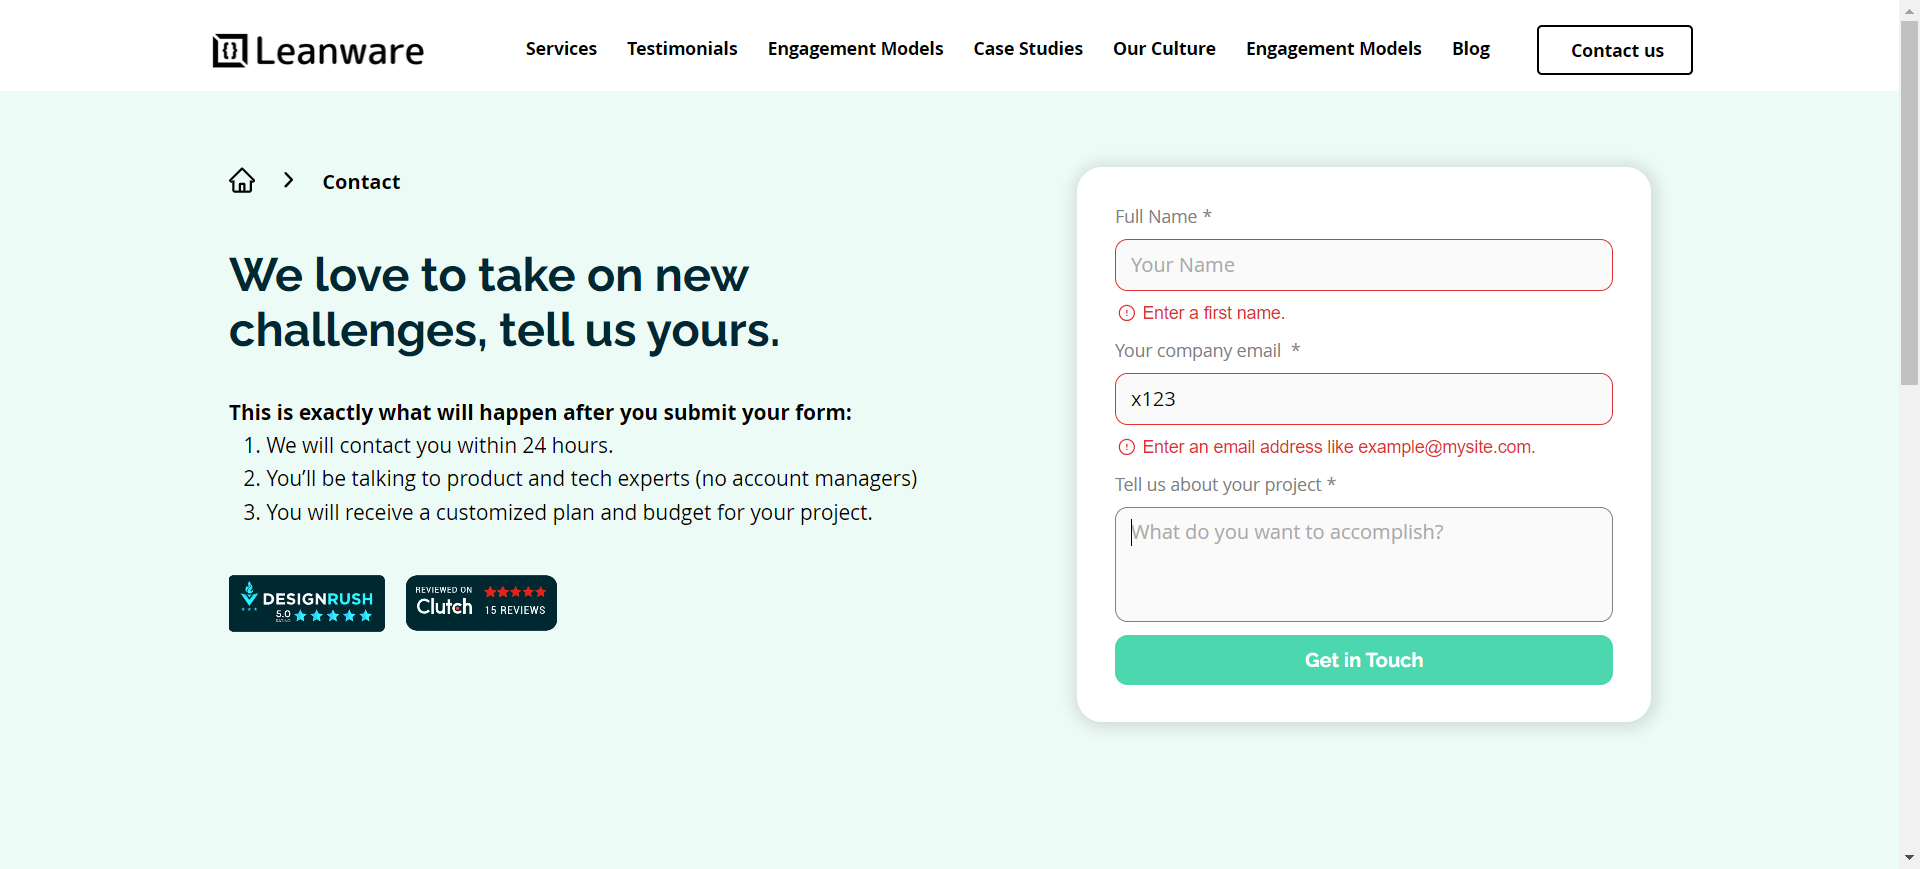 Leanware
Services Testimonials Engagement Models Case Studies Our Culture Engagement Models Blog Contact us
Contact
We love to take on new
challenges, tell us yours.
This is exactly what will happen after you submit your form:
1. We will contact you within 24 hours.
2. You’ll be talking to product and tech experts (no account managers)
3. You will receive a customized plan and budget for your project.
DESIGNRUSH
5.0
RATING
REVIEWED ON
Clutch
15 REVIEWS
Full Name *
Your Name
Enter a first name.
Your company email *
x123
Enter an email address like example@mysite.com.
Tell us about your project *
What do you want to accomplish?
Get in Touch